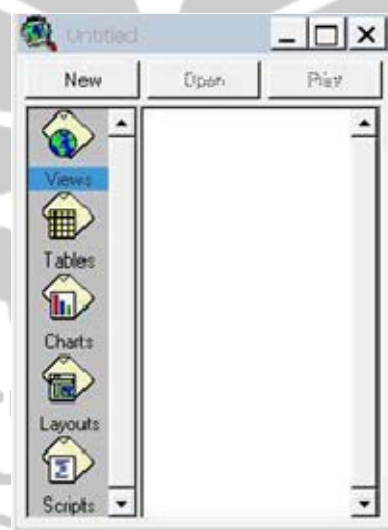 Untitled
New Open Print
Views
Tables
Charts
Layouts
Scripts